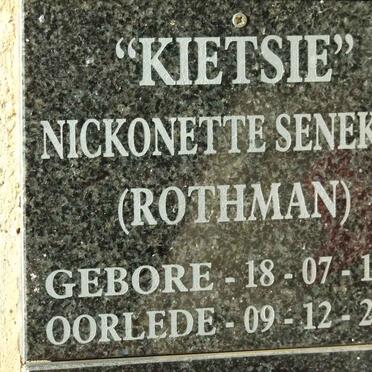 “KIETSIE”
NICKONETTE SENEK
(ROTHMAN)
GEBORE - 18 - 07 - 1
OORLEDE - 09 - 12 - 2